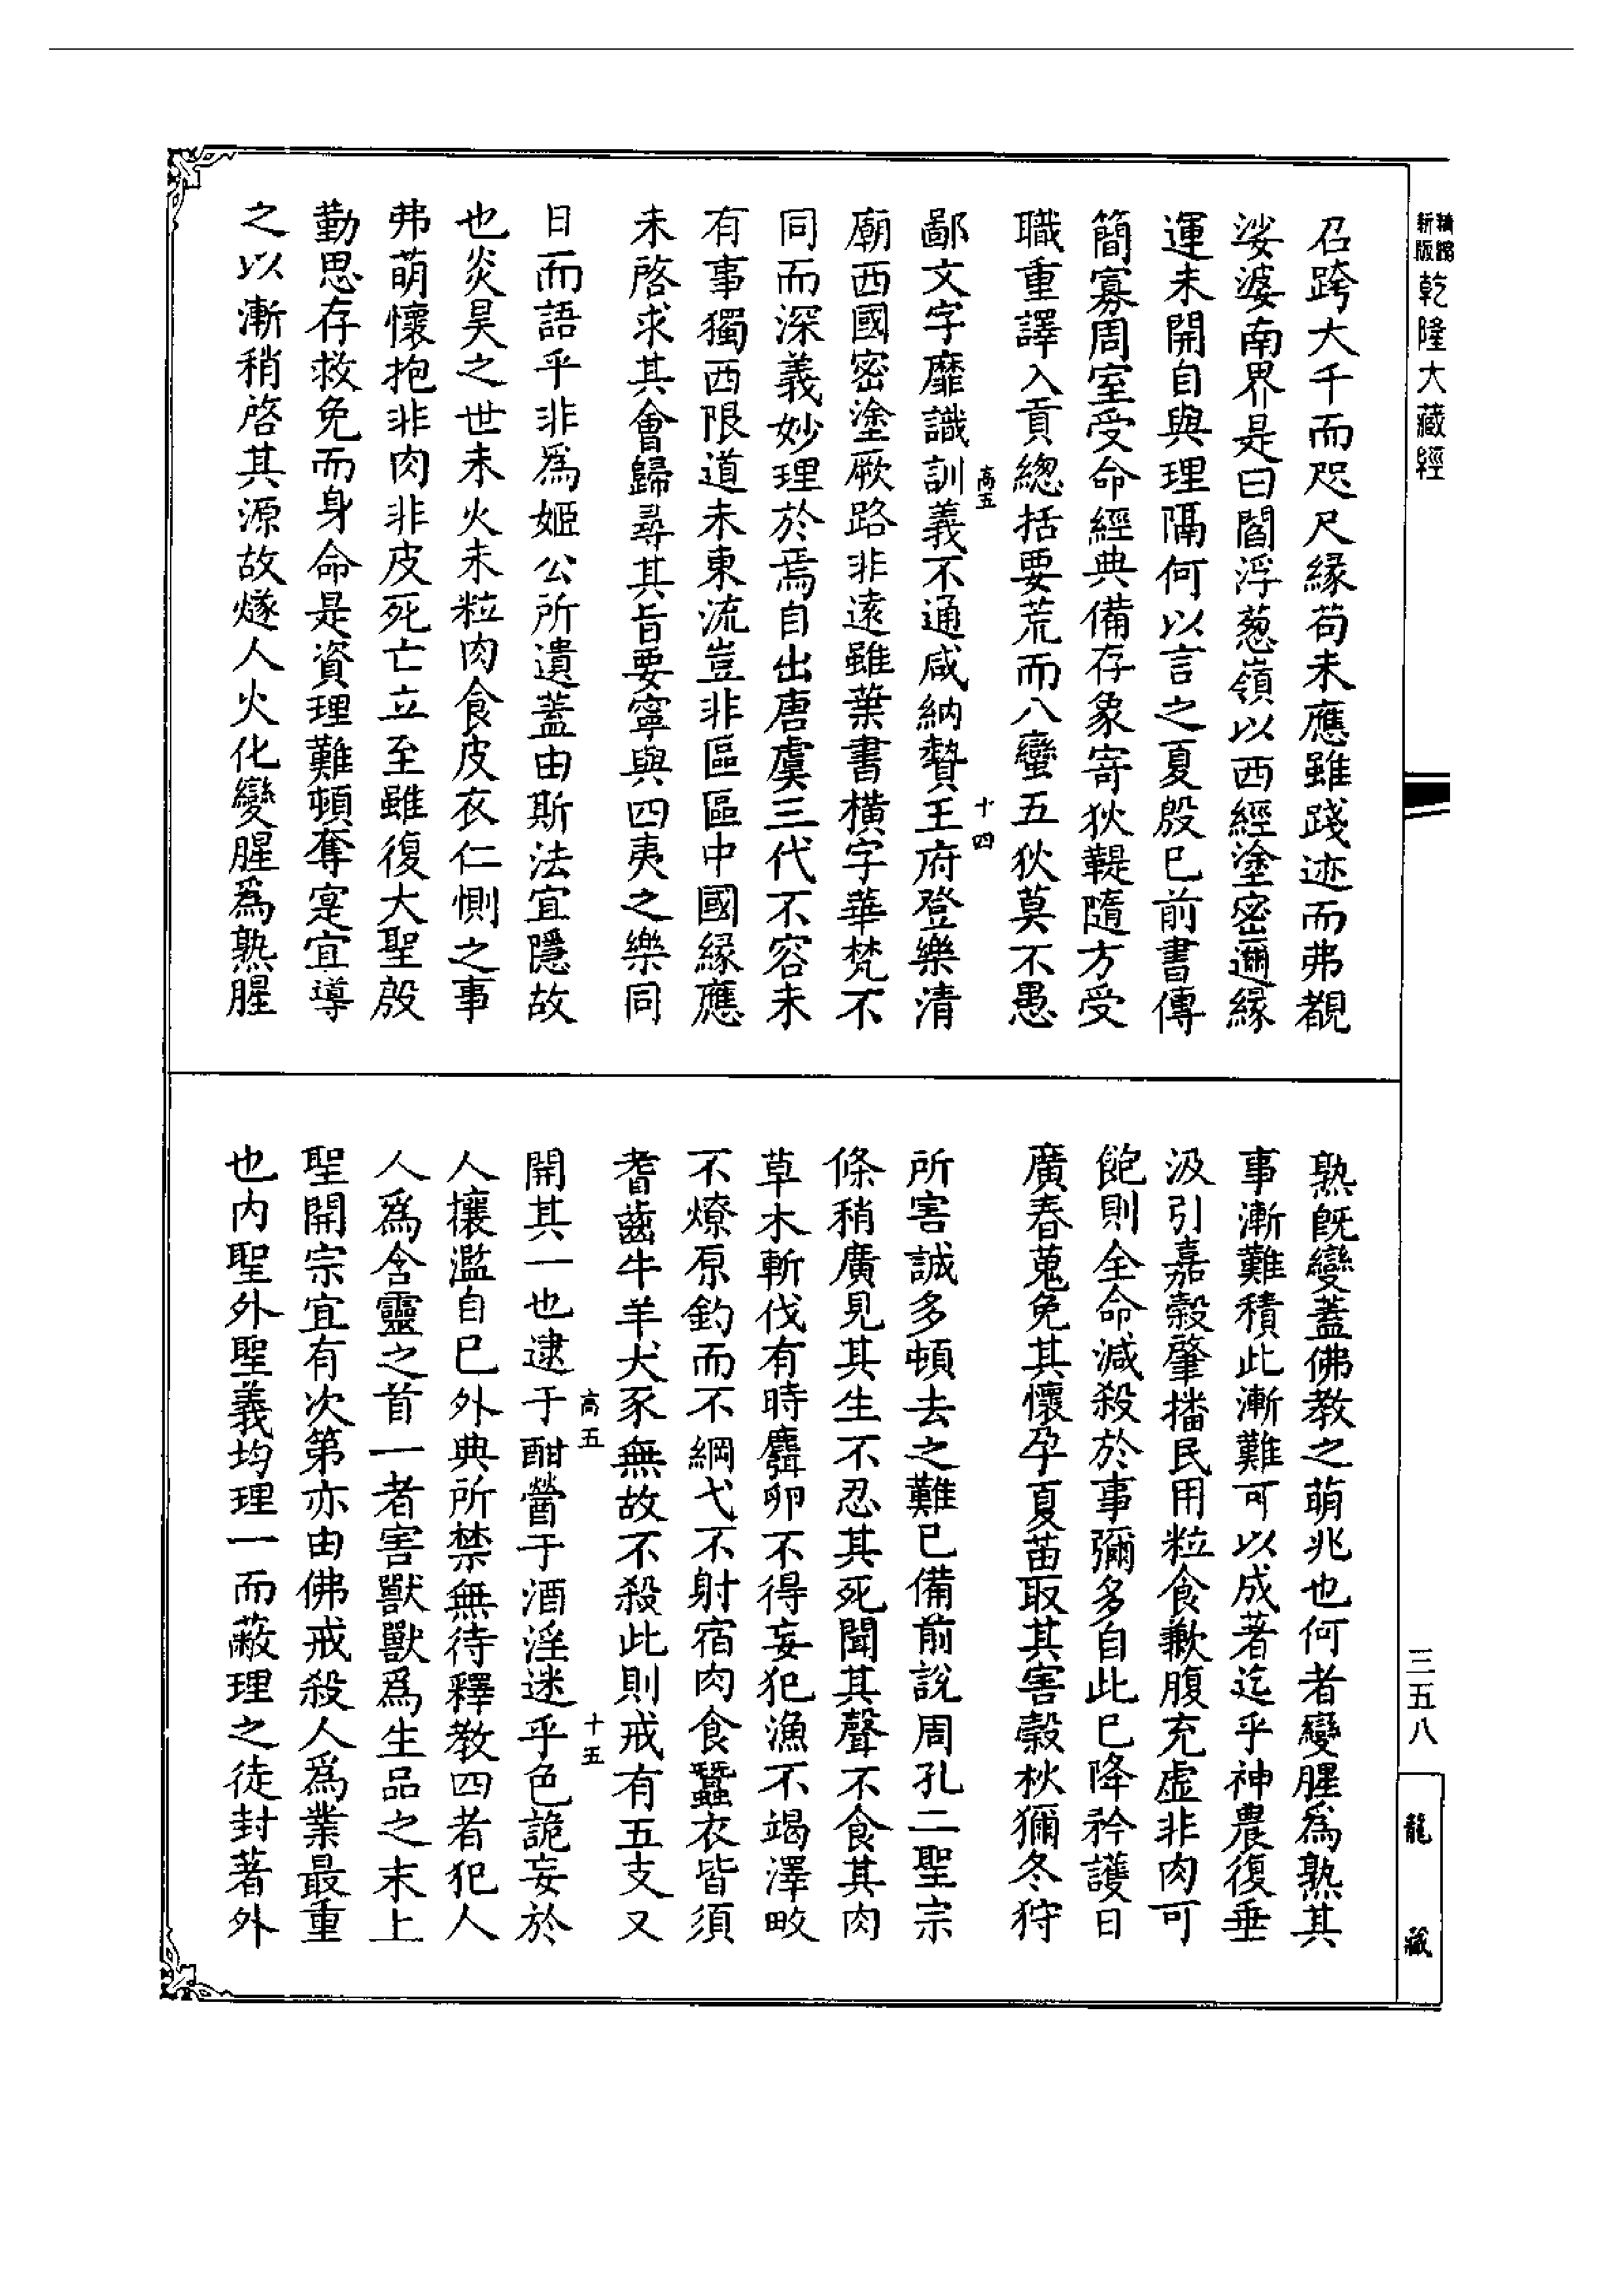 精縮新版乾隆大藏經
召跨大千而咫尺縁苟未應雖踐迹而弗覩
娑婆南界是曰閻浮葱嶺以西經塗密邇縁
運未開自與理隔何以言之夏殷已前書傳
簡寡周室受命經典備存象寄狄鞮隨方受
職重譯入貢總括要荒而八蠻五狄莫不愚
鄙文字靡識訓義不通咸納贄王府登樂清
高五
十四
廟西國密塗厥路非遠雖葉書橫字華梵不
同而深義妙理於焉自出唐虞三代不容未
有事獨西限道未東流豈非區區中國緣應
未啓求其會歸尋其旨要寧與四夷之樂同
日而語乎非爲姬公所遺蓋由斯法宜隱故
也炎昊之世未火未粒肉食皮衣仁惻之事
弗萌懷抱非肉非皮死亡立至雖復大聖殷
勤思存救免而身命是資理難頓奪寔宜導
之以漸稍啓其源故燧人火化變腥爲熟腥
熟旣變蓋佛教之萌兆也何者變腥爲熟其
事漸難積此漸難可以成著迄乎神農復垂
汲引嘉穀肇播民用粒食歉腹充虛非肉可
飽則全命減殺於事彌多自此已降矜護日
廣春蒐免其懷孕夏苗取其害穀秋獮冬狩
所害誠多頓去之難已備前說周孔二聖宗
條稍廣見其生不忍其死聞其聲不食其肉
草木斬伐有時麛卵不得妄犯漁不竭澤畋
不燎原釣而不綱弋不射宿肉食蠶衣皆須
耆齒牛羊犬豕無故不殺此則戒有五支又
開其一也逮于酣醟于酒淫迷乎色詭妄於
高五
十五
人攘濫自已外典所禁無待釋教四者犯人
人爲含靈之首一者害獸獸爲生品之末上
聖開宗宜有次第亦由佛戒殺人爲業最重
也内聖外聖義均理一而蔽理之徒封著外
三五八
龍藏